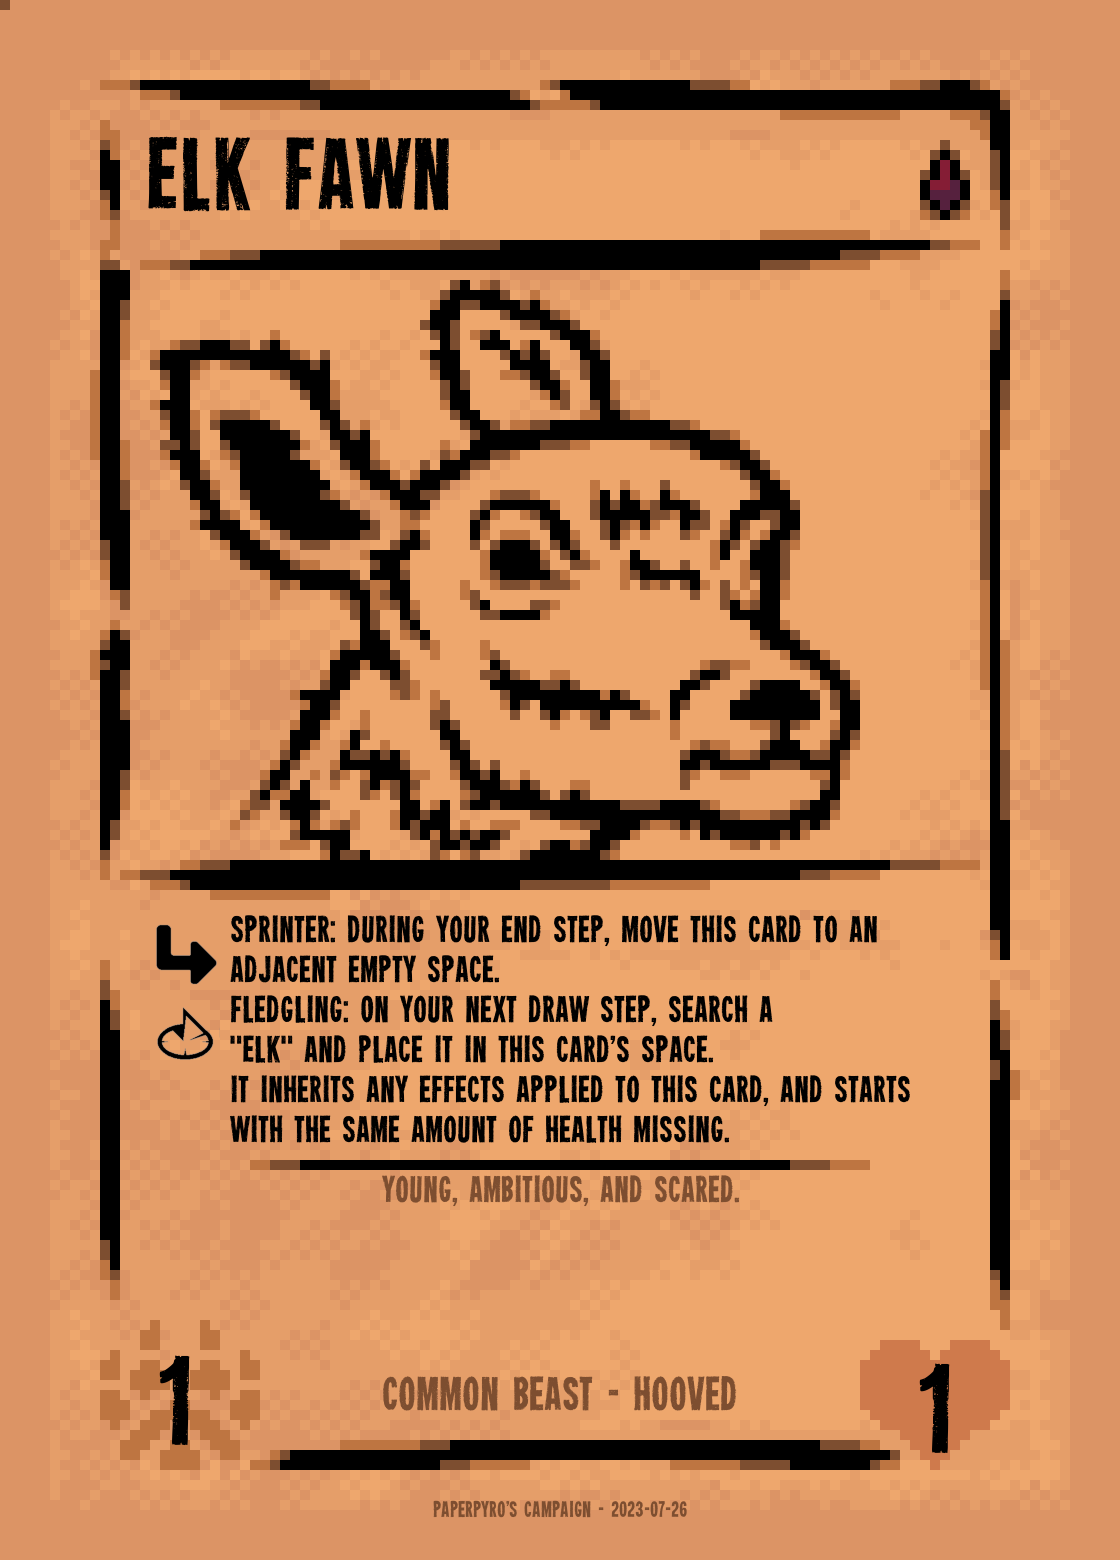 ELK FAWN
SPRINTER: DURING YOUR END STEP, MOVE THIS CARD TO AN
ADJACENT EMPTY SPACE.
FLEDGLING: ON YOUR NEXT DRAW STEP, SEARCH A
"ELK" AND PLACE IT IN THIS CARD'S SPACE.
IT INHERITS ANY EFFECTS APPLIED TO THIS CARD, AND STARTS
WITH THE SAME AMOUNT OF HEALTH MISSING.
YOUNG, AMBITIOUS, AND SCARED.
1
COMMON BEAST - HOOVED
1
PAPERPYRO'S CAMPAIGN - 2023-07-26